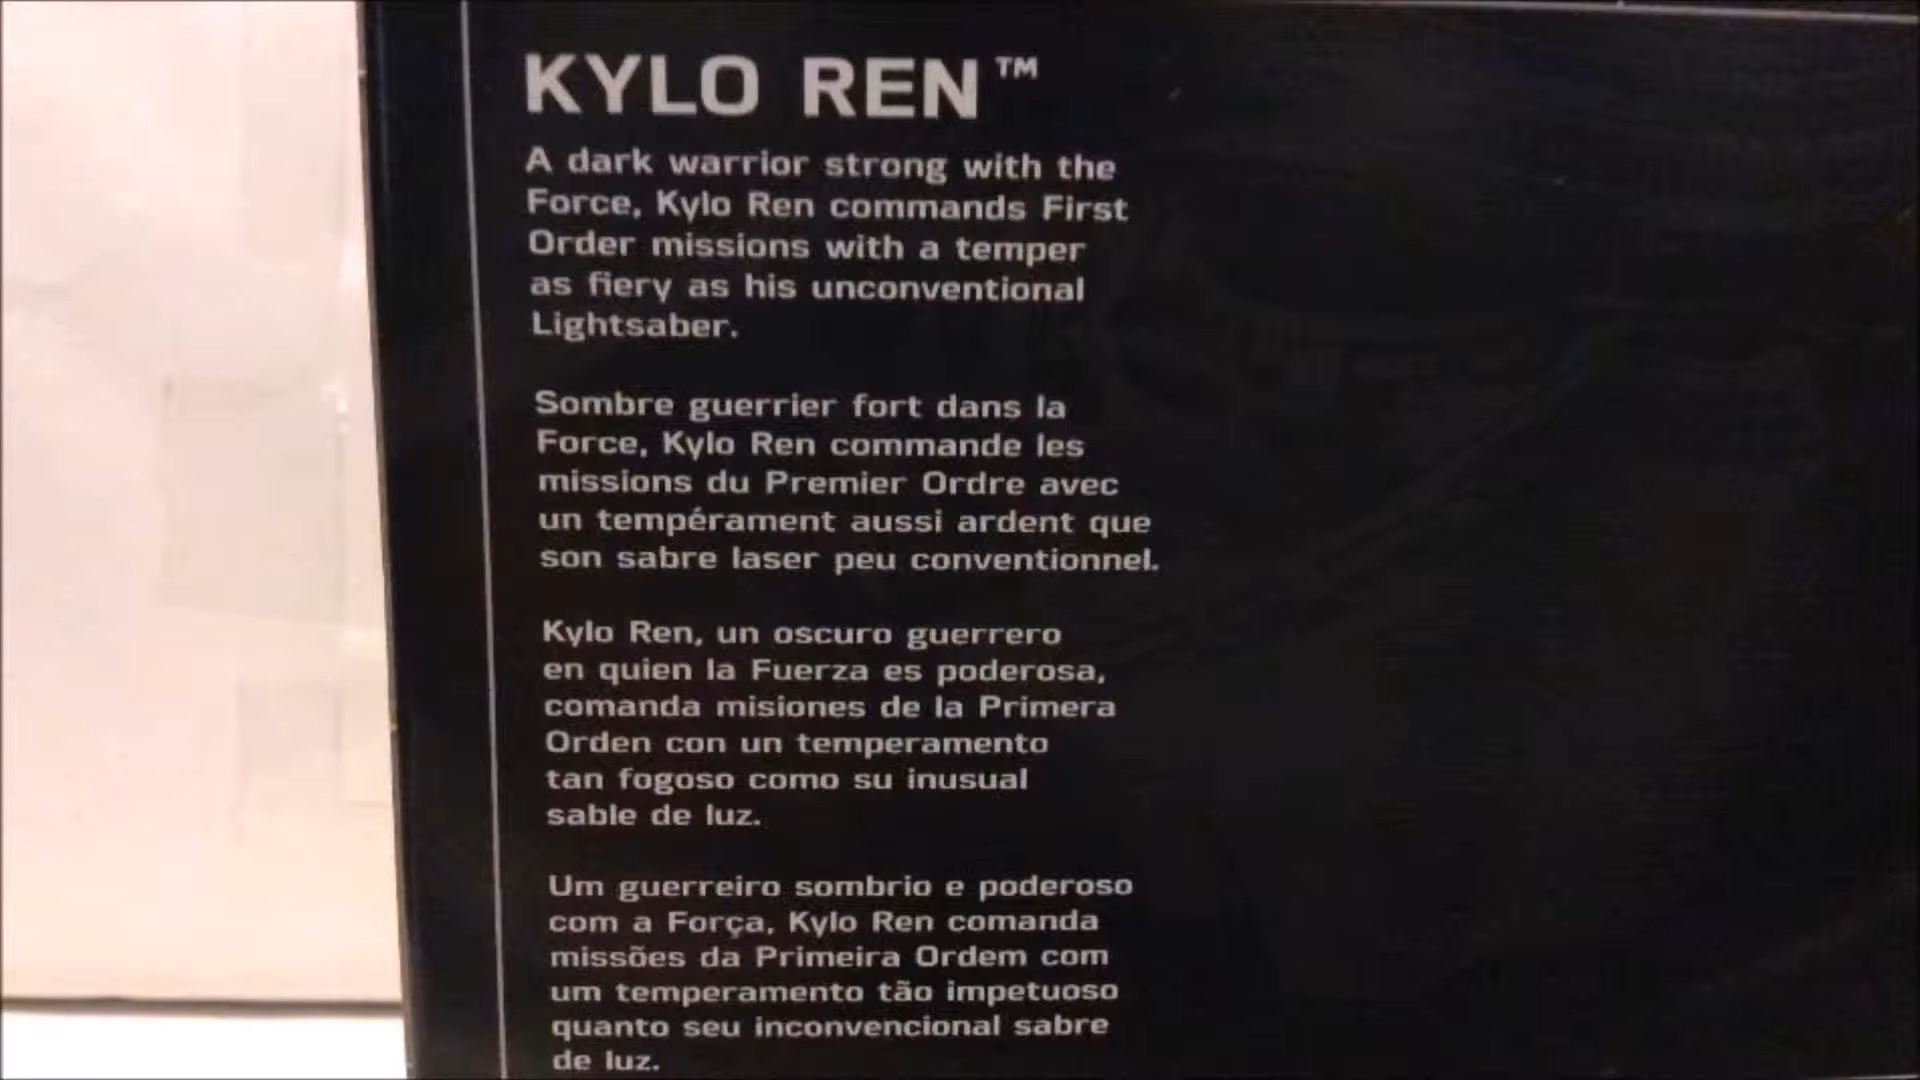 KYLO REN™
A dark warrior strong with the
Force, Kylo Ren commands First
Order missions with a temper
as fiery as his unconventional
Lightsaber.
Sombre guerrier fort dans la
Force, Kylo Ren commande les
missions du Premier Ordre avec
un tempérament aussi ardent que
son sabre laser peu conventionnel.
Kylo Ren, un oscuro guerrero
en quien la Fuerza es poderosa,
comanda misiones de la Primera
Orden con un temperamento
tan fogoso como su inusual
sable de luz.
Um guerreiro sombrio e poderoso
com a Força, Kylo Ren comanda
missões da Primeira Ordem com
um temperamento tão impetuoso
quanto seu inconvencional sabre
de luz.